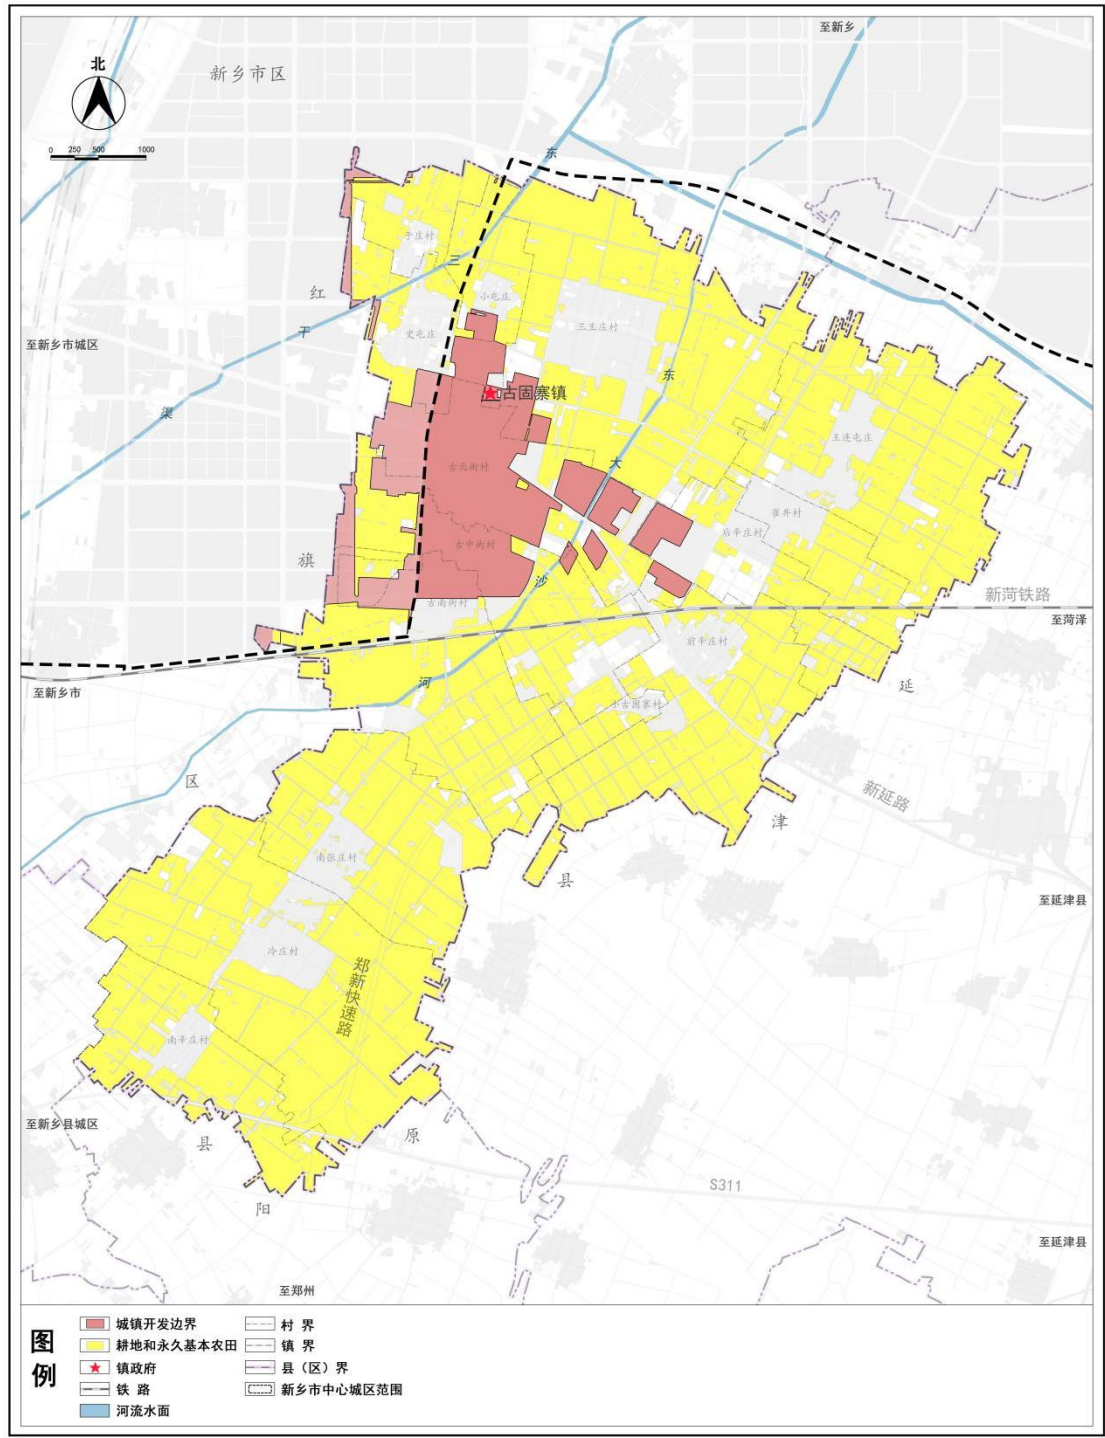 至新乡
新乡市区
北
0 250 500 1000
东
于庄村
三
红
小屯庄
干
史屯庄
三王庄村
至新乡市城区
东
渠
古固寨镇
王连屯庄
大
古北街村
翟井村
后辛庄村
古中街村
旗
沙
新菏铁路
古南街村
至菏泽
前辛庄村
河
延
至新乡市
小古固寨村
区
新延路
津
南张庄村
县
至延津县
冷庄村
郑新快速路
南辛庄村
至新乡县城区
县
原
S311
阳
至延津县
至郑州
图例
城镇开发边界
村 界
耕地和永久基本农田
镇 界
镇政府
县（区）界
铁 路
新乡市中心城区范围
河流水面